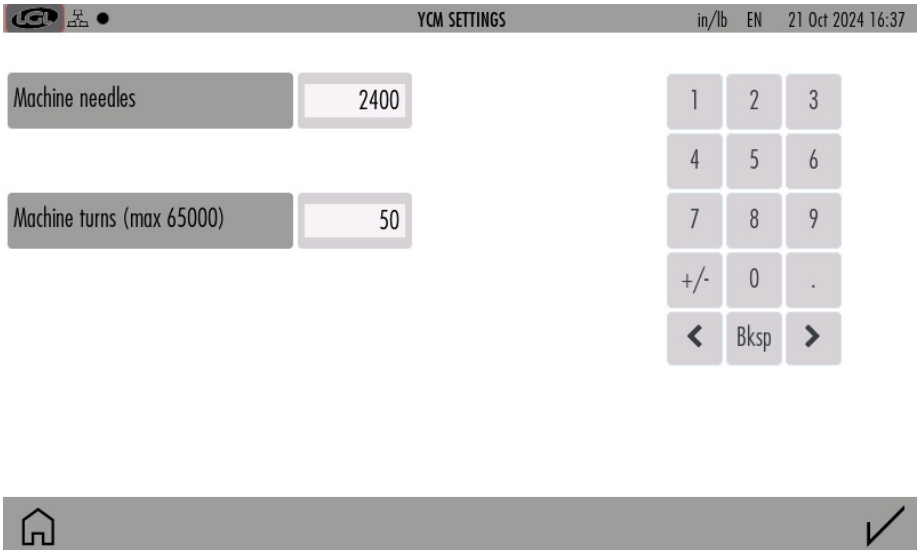 LGL
YCM SETTINGS
in/lb EN 21 Oct 2024 16:37
Machine needles 2400
Machine turns (max 65000) 50
1 2 3
4 5 6
7 8 9
+/- 0 .
< Bksp >